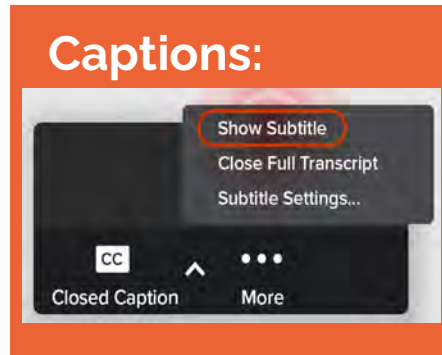 Captions:
Show Subtitle
Close Full Transcript
Subtitle Settings...
CC
Closed Caption
More